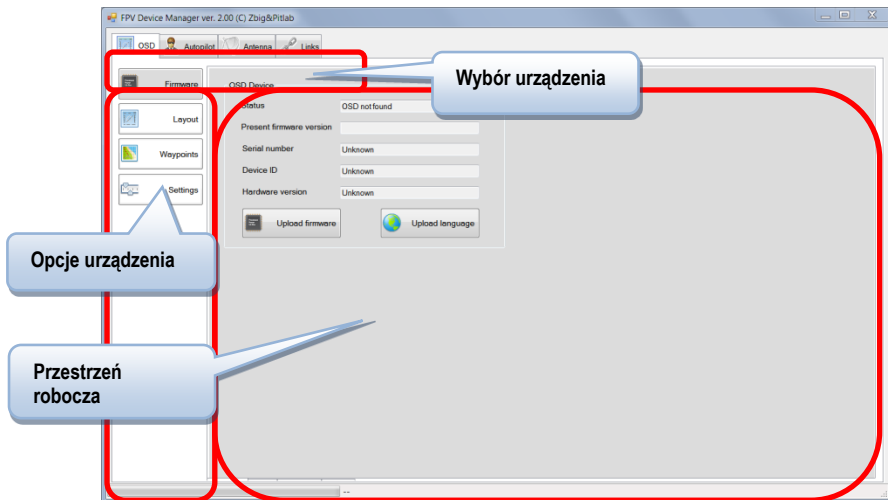 FPV Device Manager ver. 2.00 (C) Zbig&Pitlab
OSD Autopilot Antenna Links
Wybór urządzenia
Firmware
Layout
Waypoints
Settings
OSD Device
Status OSD not found
Present firmware version
Serial number Unknown
Device ID Unknown
Hardware version Unknown
Upload firmware Upload language
Opcje urządzenia
Przestrzeń
robocza
--